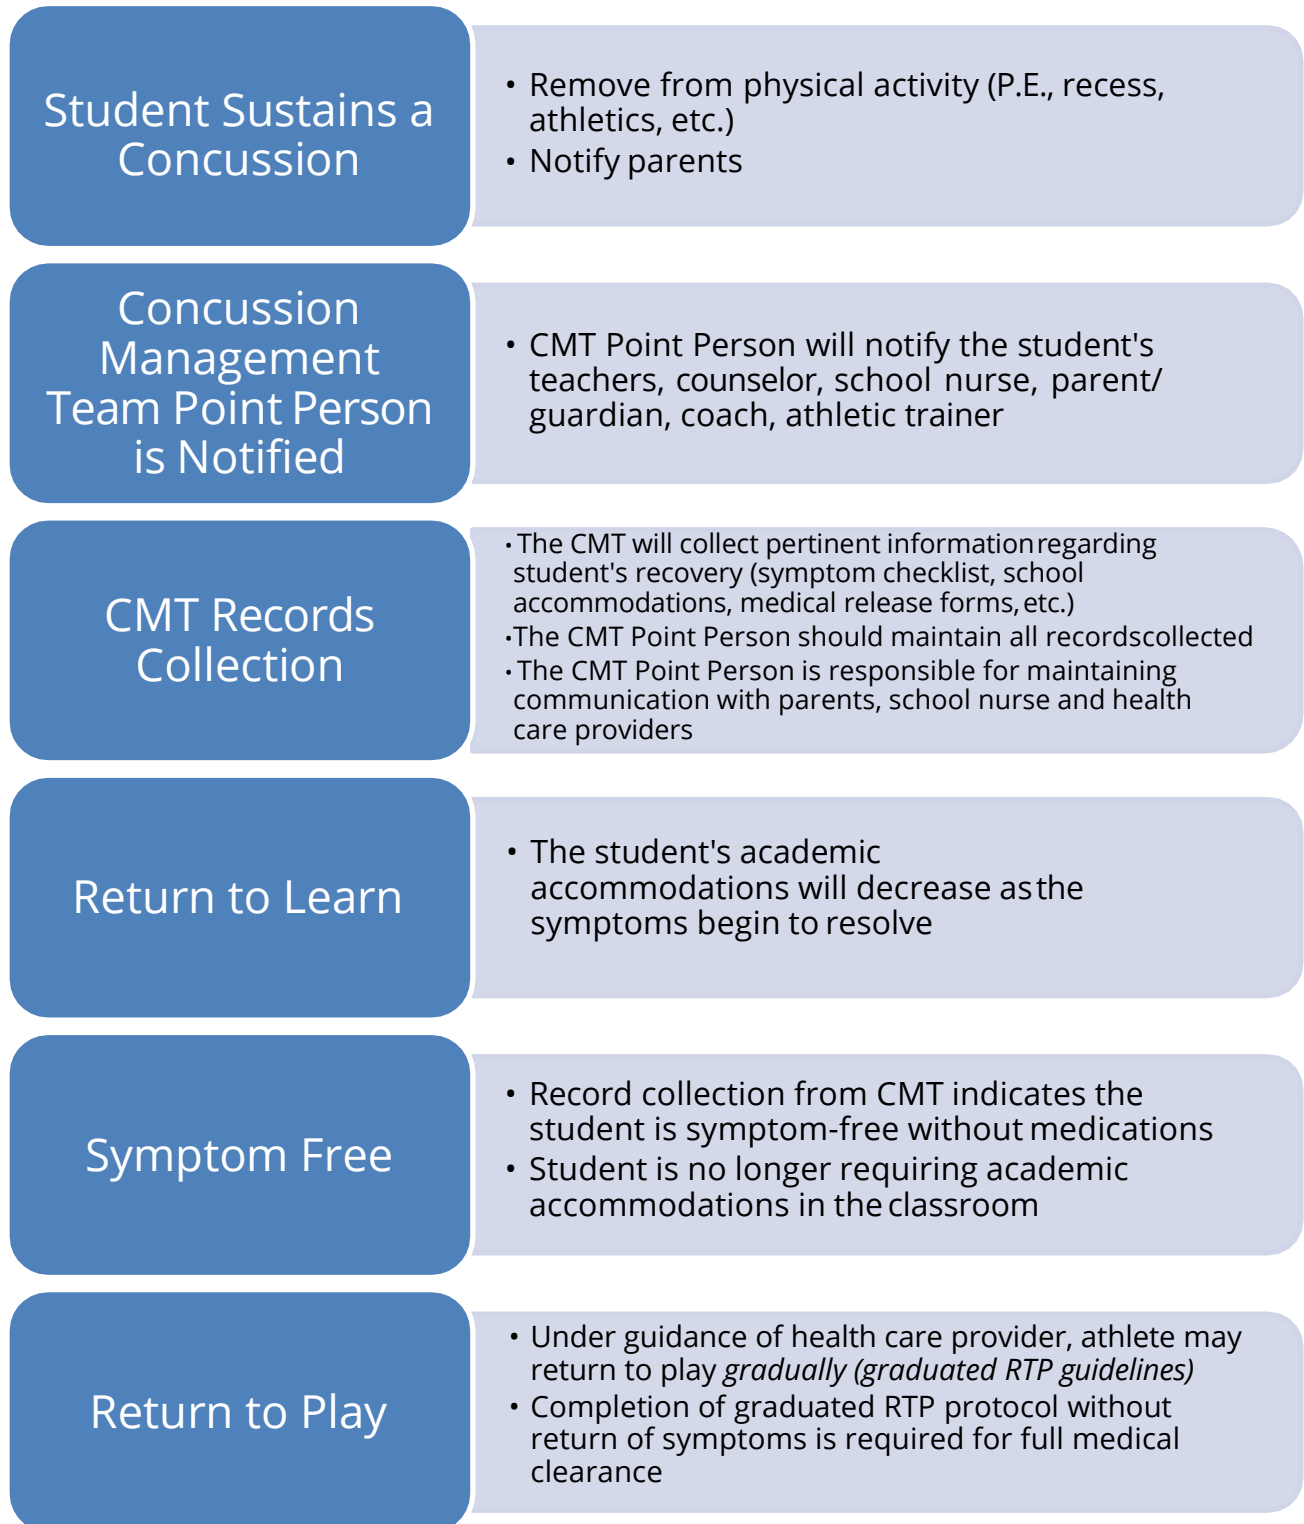 Student Sustains a
Concussion
• Remove from physical activity (P.E., recess,
athletics, etc.)
• Notify parents
Concussion
Management
Team Point Person
is Notified
• CMT Point Person will notify the student's
teachers, counselor, school nurse, parent/
guardian, coach, athletic trainer
CMT Records
Collection
• The CMT will collect pertinent information regarding
student's recovery (symptom checklist, school
accommodations, medical release forms, etc.)
• The CMT Point Person should maintain all records collected
• The CMT Point Person is responsible for maintaining
communication with parents, school nurse and health
care providers
Return to Learn
• The student's academic
accommodations will decrease as the
symptoms begin to resolve
Symptom Free
• Record collection from CMT indicates the
student is symptom-free without medications
• Student is no longer requiring academic
accommodations in the classroom
Return to Play
• Under guidance of health care provider, athlete may
return to play gradually (graduated RTP guidelines)
• Completion of graduated RTP protocol without
return of symptoms is required for full medical
clearance